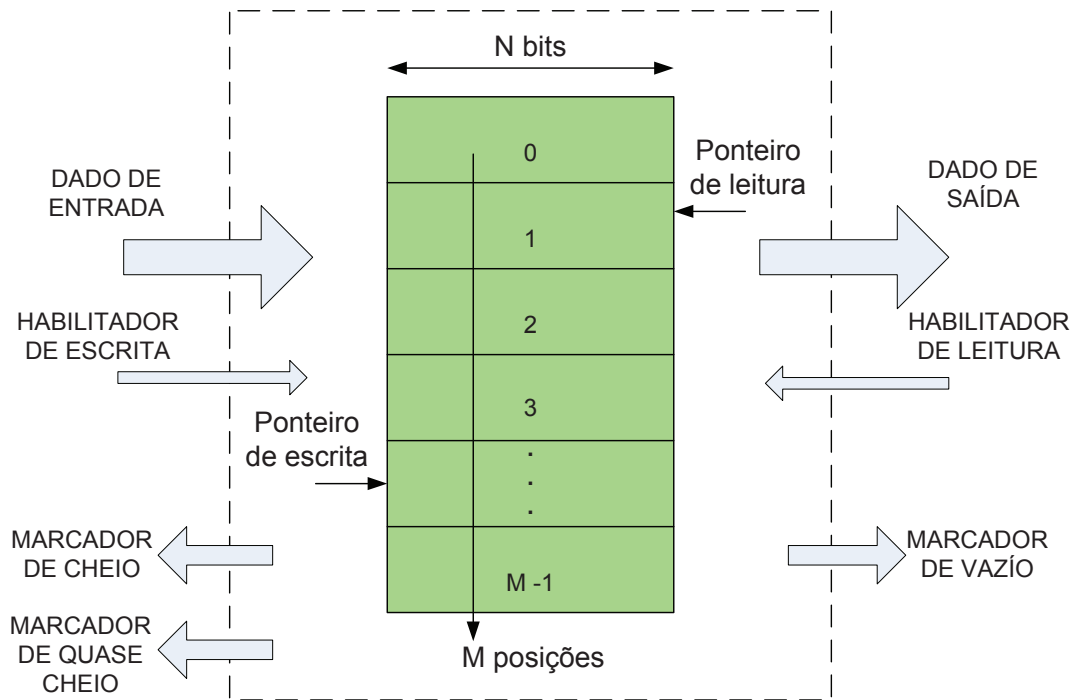 N bits
0
1
2
3
.
.
.
M -1
M posições
Ponteiro
de leitura
Ponteiro
de escrita
DADO DE
ENTRADA
HABILITADOR
DE ESCRITA
MARCADOR
DE CHEIO
MARCADOR
DE QUASE
CHEIO
DADO DE
SAÍDA
HABILITADOR
DE LEITURA
MARCADOR
DE VAZÍO